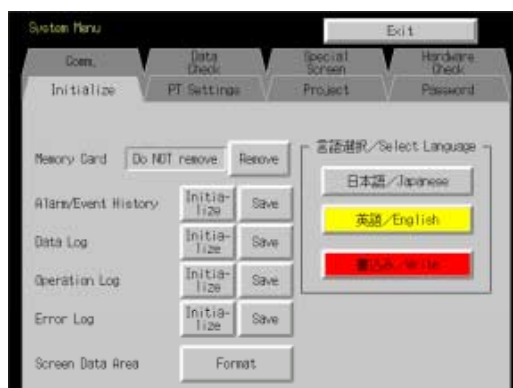 System Menu
Exit
Comm.
Data
Check
Special
Screen
Hardware
Check
Initialize
PT Settings
Project
Password
Memory Card
Do NOT remove
Remove
言語選択／Select Language
日本語／Japanese
英語／English
書込み／Write
Alarm/Event History
Initia-
lize
Save
Data Log
Initia-
lize
Save
Operation Log
Initia-
lize
Save
Error Log
Initia-
lize
Save
Screen Data Area
Format